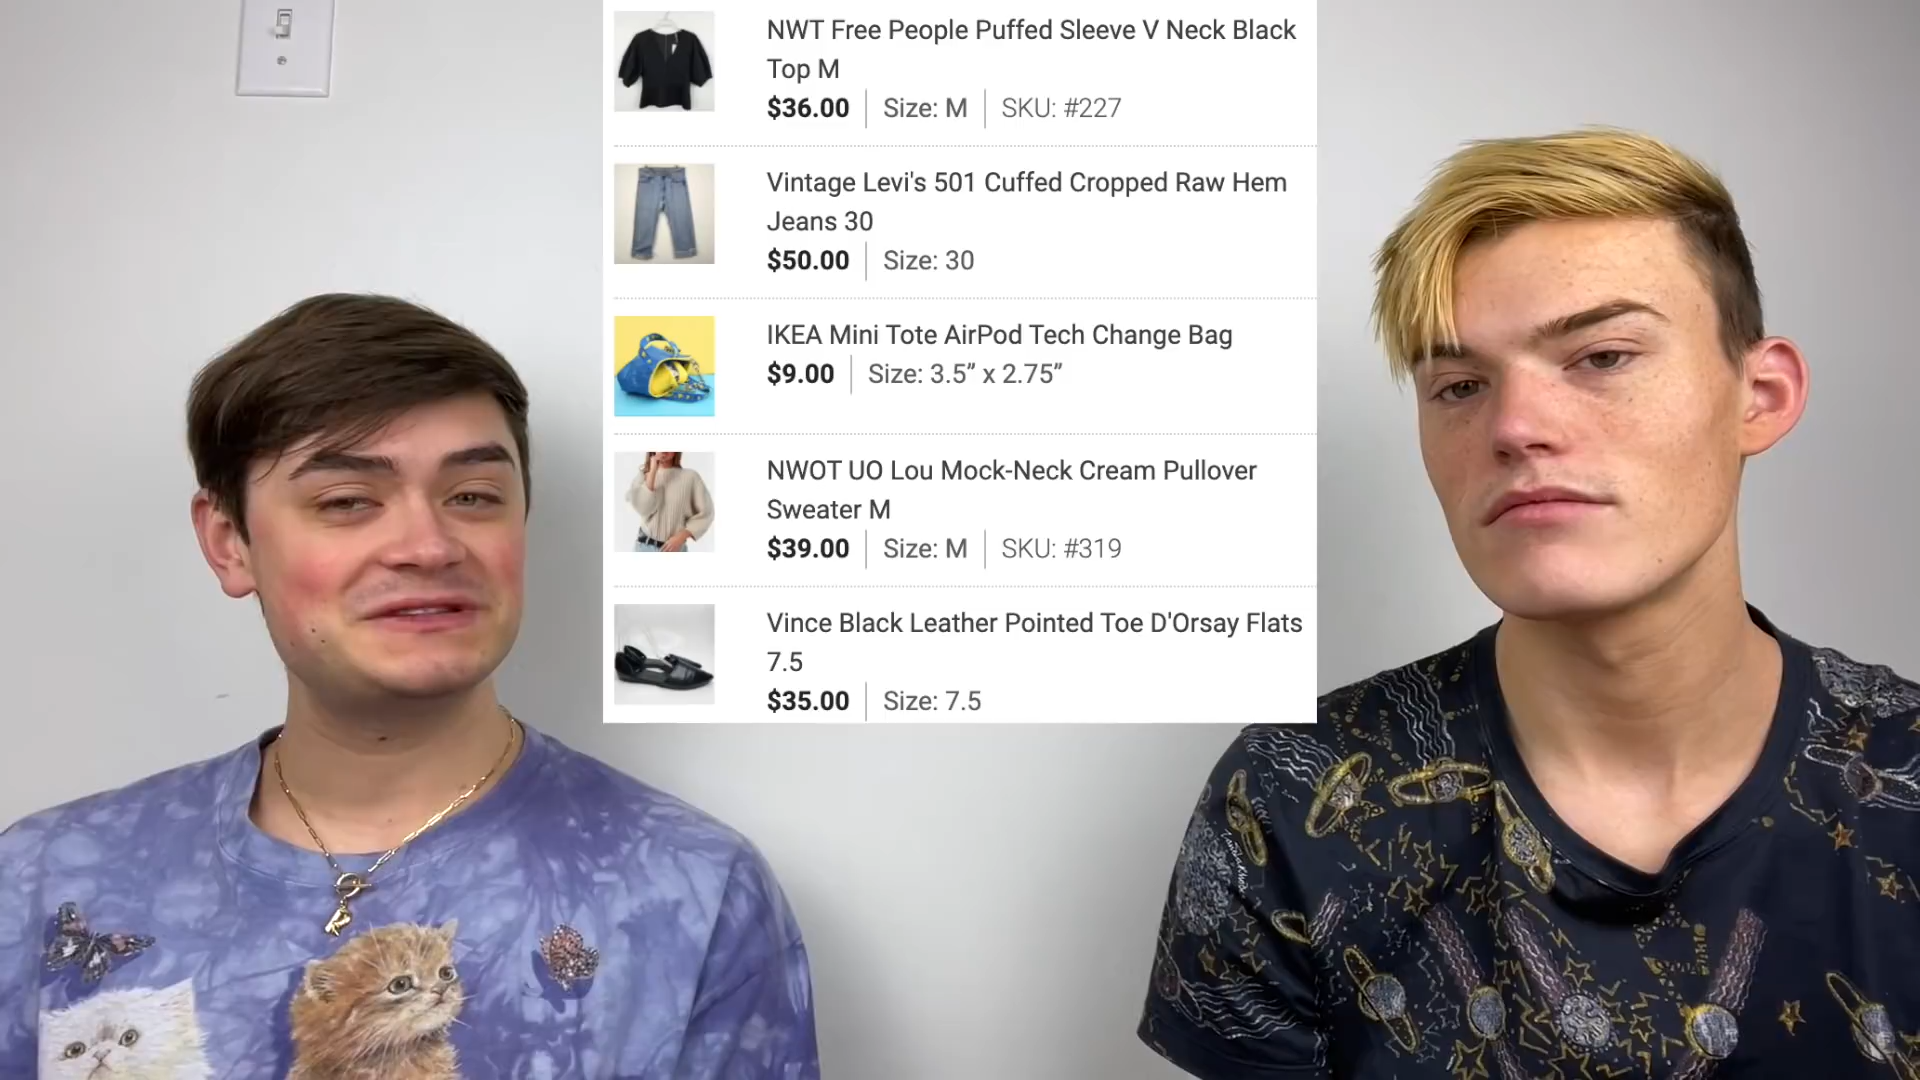 NWT Free People Puffed Sleeve V Neck Black
Top M
$36.00 Size: M SKU: #227
Vintage Levi's 501 Cuffed Cropped Raw Hem
Jeans 30
$50.00 Size: 30
IKEA Mini Tote AirPod Tech Change Bag
$9.00 Size: 3.5” x 2.75”
NWOT UO Lou Mock-Neck Cream Pullover
Sweater M
$39.00 Size: M SKU: #319
Vince Black Leather Pointed Toe D'Orsay Flats
7.5
$35.00 Size: 7.5